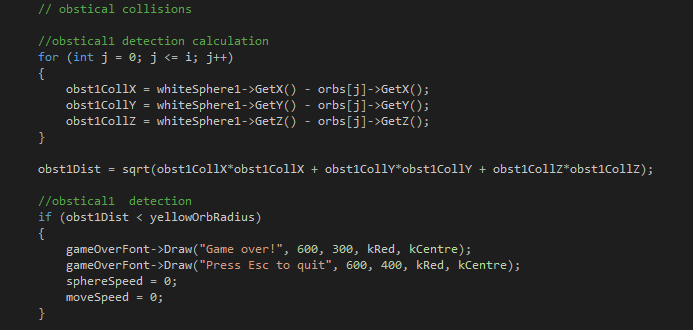 // obstical collisions
//obstical1 detection calculation
for (int j = 0; j <= i; j++)
{
obst1CollX = whiteSphere1->GetX() - orbs[j]->GetX();
obst1CollY = whiteSphere1->GetY() - orbs[j]->GetY();
obst1CollZ = whiteSphere1->GetZ() - orbs[j]->GetZ();
}
obst1Dist = sqrt(obst1CollX*obst1CollX + obst1CollY*obst1CollY + obst1CollZ*obst1CollZ);
//obstical1  detection
if (obst1Dist < yellowOrbRadius)
{
gameOverFont->Draw("Game over!", 600, 300, kRed, kCentre);
gameOverFont->Draw("Press Esc to quit", 600, 400, kRed, kCentre);
sphereSpeed = 0;
moveSpeed = 0;
}